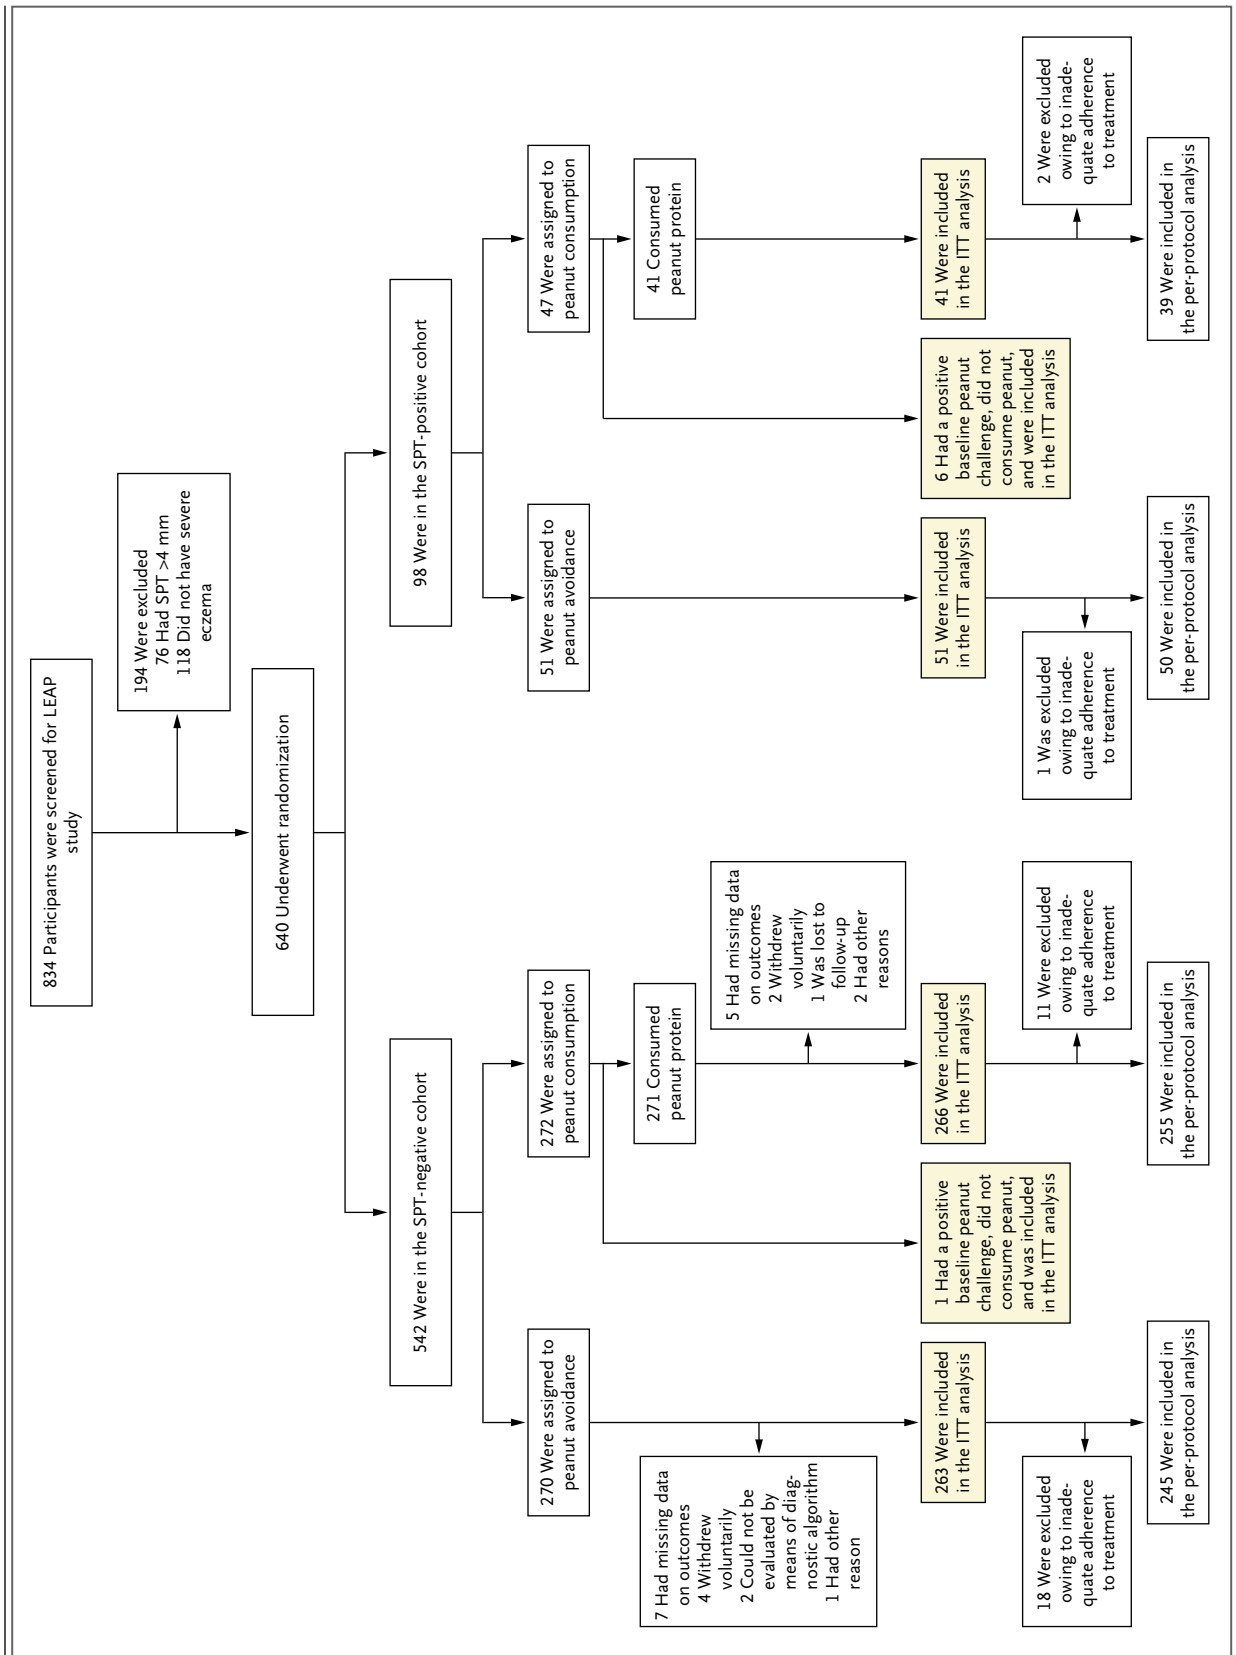 834 Participants were screened for LEAP
study
194 Were excluded
76 Had SPT >4 mm
118 Did not have severe
eczema
640 Underwent randomization
542 Were in the SPT-negative cohort
98 Were in the SPT-positive cohort
270 Were assigned to
peanut avoidance
272 Were assigned to
peanut consumption
51 Were assigned to
peanut avoidance
47 Were assigned to
peanut consumption
271 Consumed
peanut protein
41 Consumed
peanut protein
7 Had missing data
on outcomes
4 Withdrew
voluntarily
2 Could not be
evaluated by
means of diag-
nostic algorithm
1 Had other
reason
5 Had missing data
on outcomes
2 Withdrew
voluntarily
1 Was lost to
follow-up
2 Had other
reasons
263 Were included
in the ITT analysis
1 Had a positive
baseline peanut
challenge, did not
consume peanut,
and was included
in the ITT analysis
266 Were included
in the ITT analysis
51 Were included
in the ITT analysis
6 Had a positive
baseline peanut
challenge, did not
consume peanut,
and were included
in the ITT analysis
41 Were included
in the ITT analysis
18 Were excluded
owing to inade-
quate adherence
to treatment
11 Were excluded
owing to inade-
quate adherence
to treatment
1 Was excluded
owing to inade-
quate adherence
to treatment
2 Were excluded
owing to inade-
quate adherence
to treatment
245 Were included in
the per-protocol analysis
255 Were included in
the per-protocol analysis
50 Were included in
the per-protocol analysis
39 Were included in
the per-protocol analysis